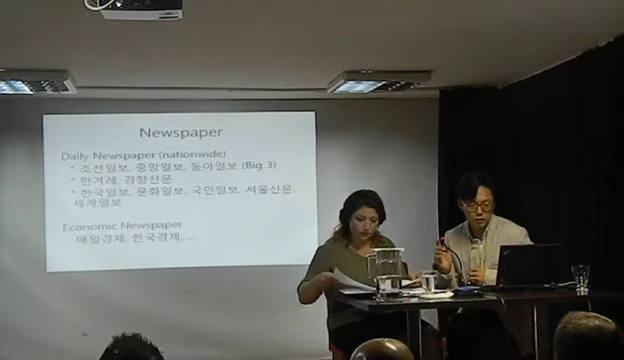 Newspaper
Daily Newspaper (nationwide)
* 조선일보, 중앙일보, 동아일보 (Big 3)
* 한겨레, 경향신문
* 한국일보, 문화일보, 국민일보, 서울신문,
세계일보
Economic Newspaper
매일경제, 한국경제, ...